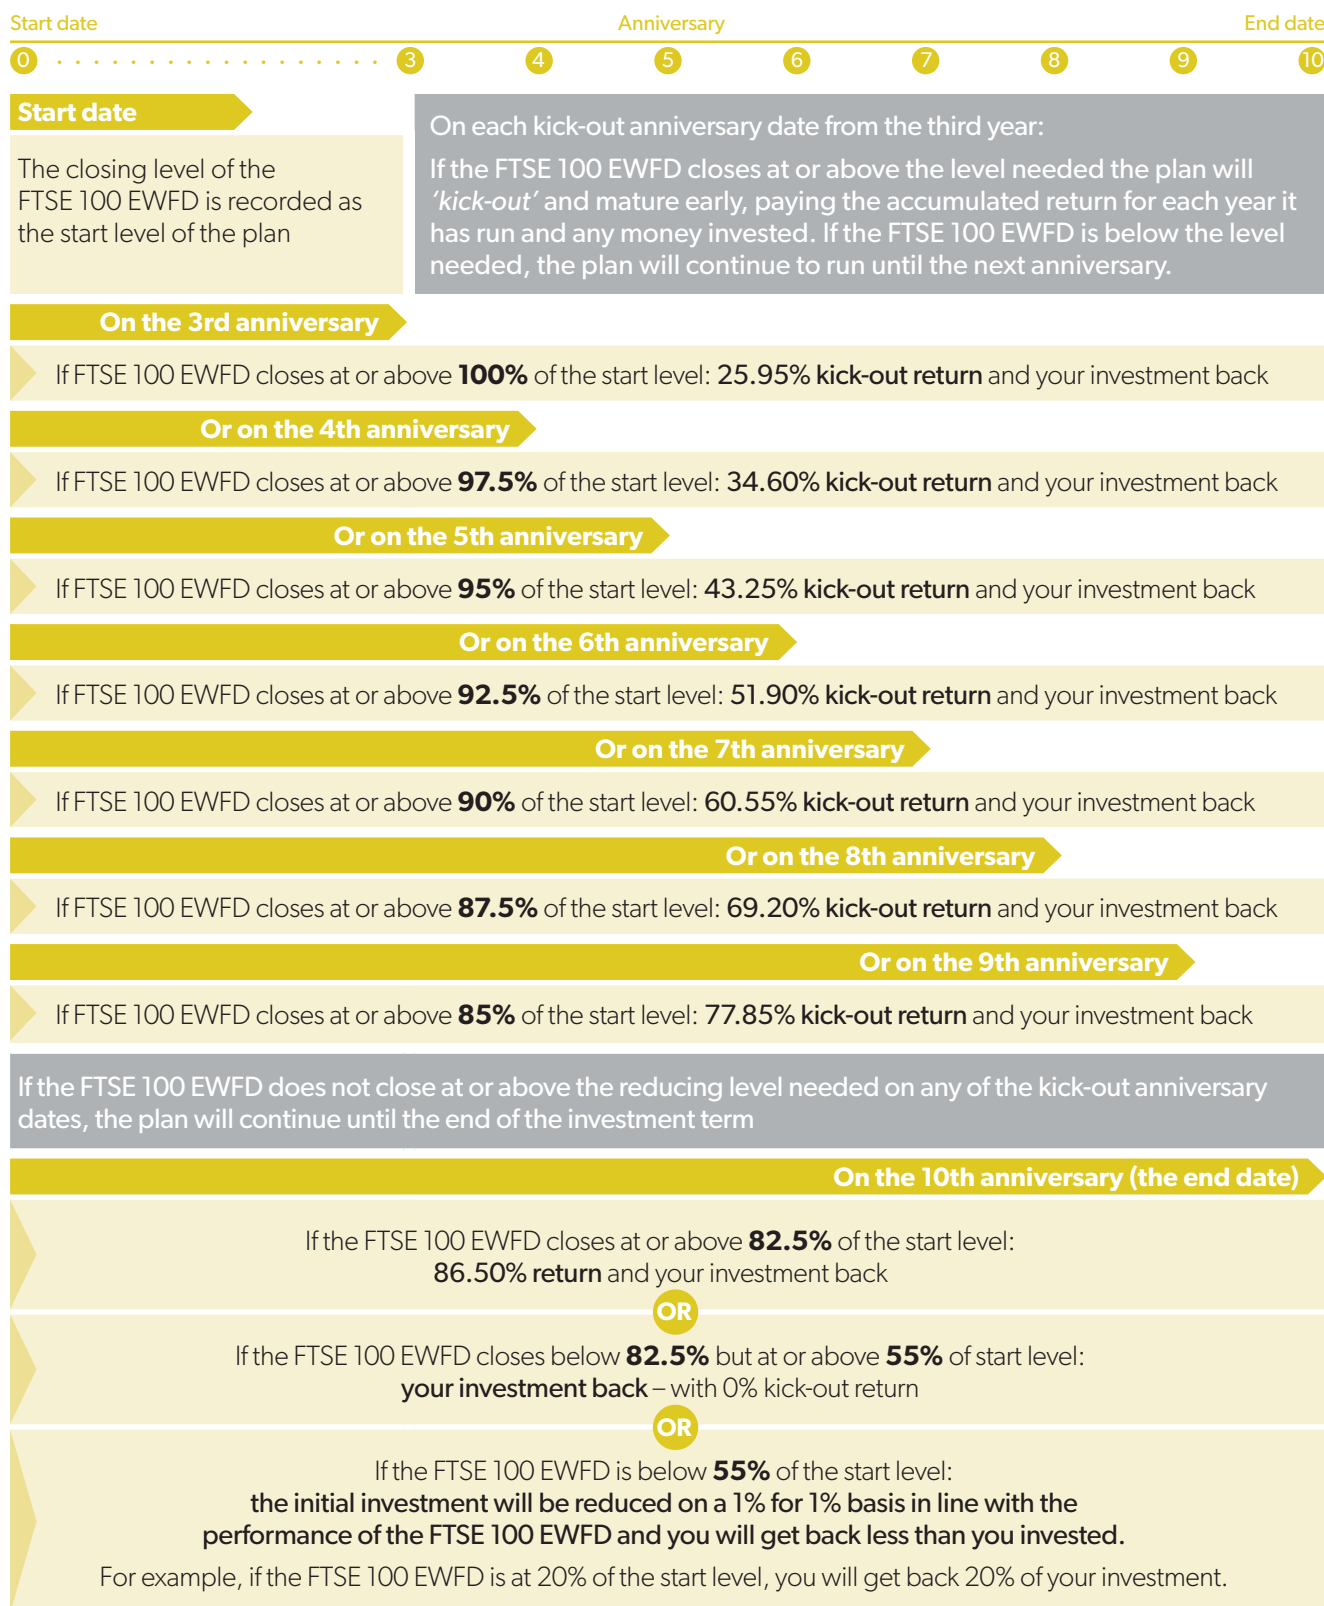 Start date Anniversary End date
0 3 4 5 6 7 8 9 10
Start date
The closing level of the
FTSE 100 EWFD is recorded as
the start level of the plan
On each kick-out anniversary date from the third year:
If the FTSE 100 EWFD closes at or above the level needed the plan will
‘kick-out’ and mature early, paying the accumulated return for each year it
has run and any money invested. If the FTSE 100 EWFD is below the level
needed, the plan will continue to run until the next anniversary.
On the 3rd anniversary
If FTSE 100 EWFD closes at or above 100% of the start level: 25.95% kick-out return and your investment back
Or on the 4th anniversary
If FTSE 100 EWFD closes at or above 97.5% of the start level: 34.60% kick-out return and your investment back
Or on the 5th anniversary
If FTSE 100 EWFD closes at or above 95% of the start level: 43.25% kick-out return and your investment back
Or on the 6th anniversary
If FTSE 100 EWFD closes at or above 92.5% of the start level: 51.90% kick-out return and your investment back
Or on the 7th anniversary
If FTSE 100 EWFD closes at or above 90% of the start level: 60.55% kick-out return and your investment back
Or on the 8th anniversary
If FTSE 100 EWFD closes at or above 87.5% of the start level: 69.20% kick-out return and your investment back
Or on the 9th anniversary
If FTSE 100 EWFD closes at or above 85% of the start level: 77.85% kick-out return and your investment back
If the FTSE 100 EWFD does not close at or above the reducing level needed on any of the kick-out anniversary
dates, the plan will continue until the end of the investment term
On the 10th anniversary (the end date)
If the FTSE 100 EWFD closes at or above 82.5% of the start level:
86.50% return and your investment back
OR
If the FTSE 100 EWFD closes below 82.5% but at or above 55% of start level:
your investment back – with 0% kick-out return
OR
If the FTSE 100 EWFD is below 55% of the start level:
the initial investment will be reduced on a 1% for 1% basis in line with the
performance of the FTSE 100 EWFD and you will get back less than you invested.
For example, if the FTSE 100 EWFD is at 20% of the start level, you will get back 20% of your investment.